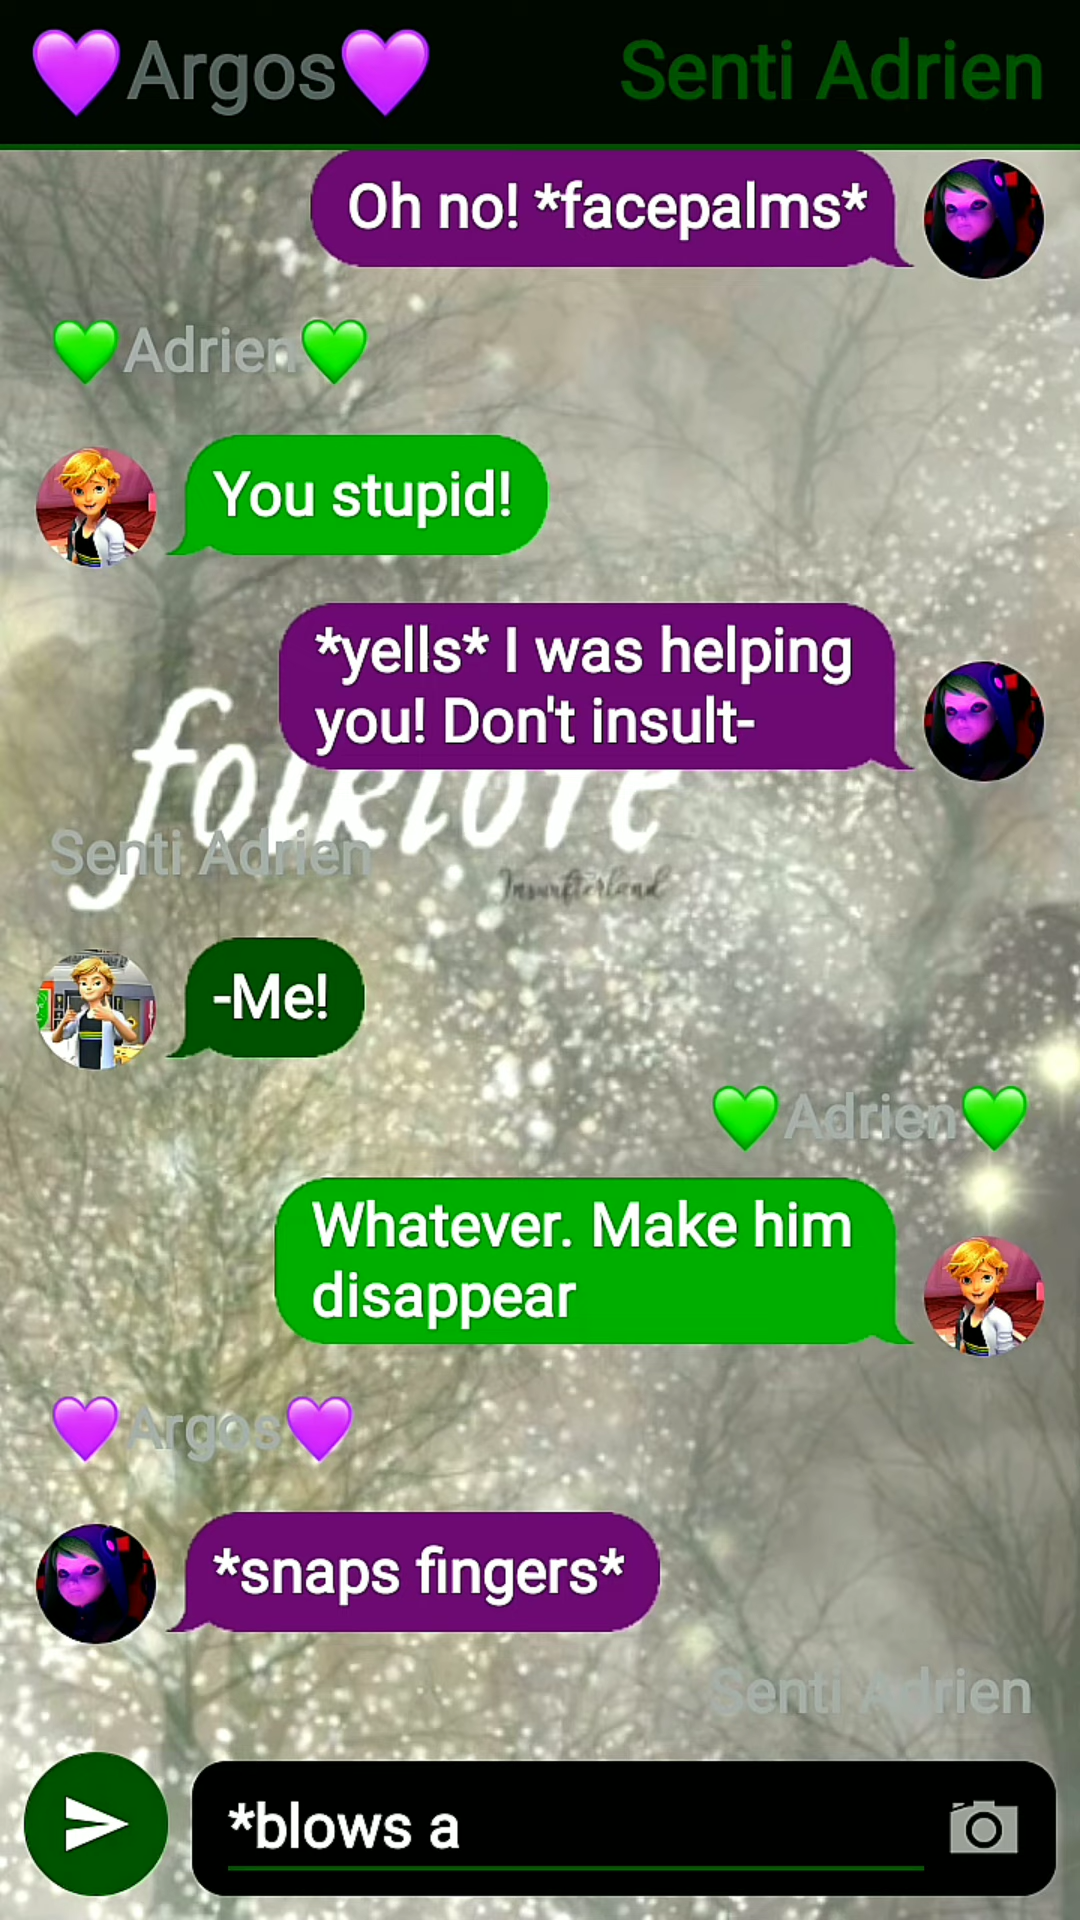 💜Argos💜 Senti Adrien
Oh no! *facepalms*
💚Adrien💚
You stupid!
*yells* I was helping
you! Don't insult-
folklore
Senti Adrien
-Me!
💚Adrien💚
Whatever. Make him
disappear
💜Argos💜
*snaps fingers*
Senti Adrien
*blows a